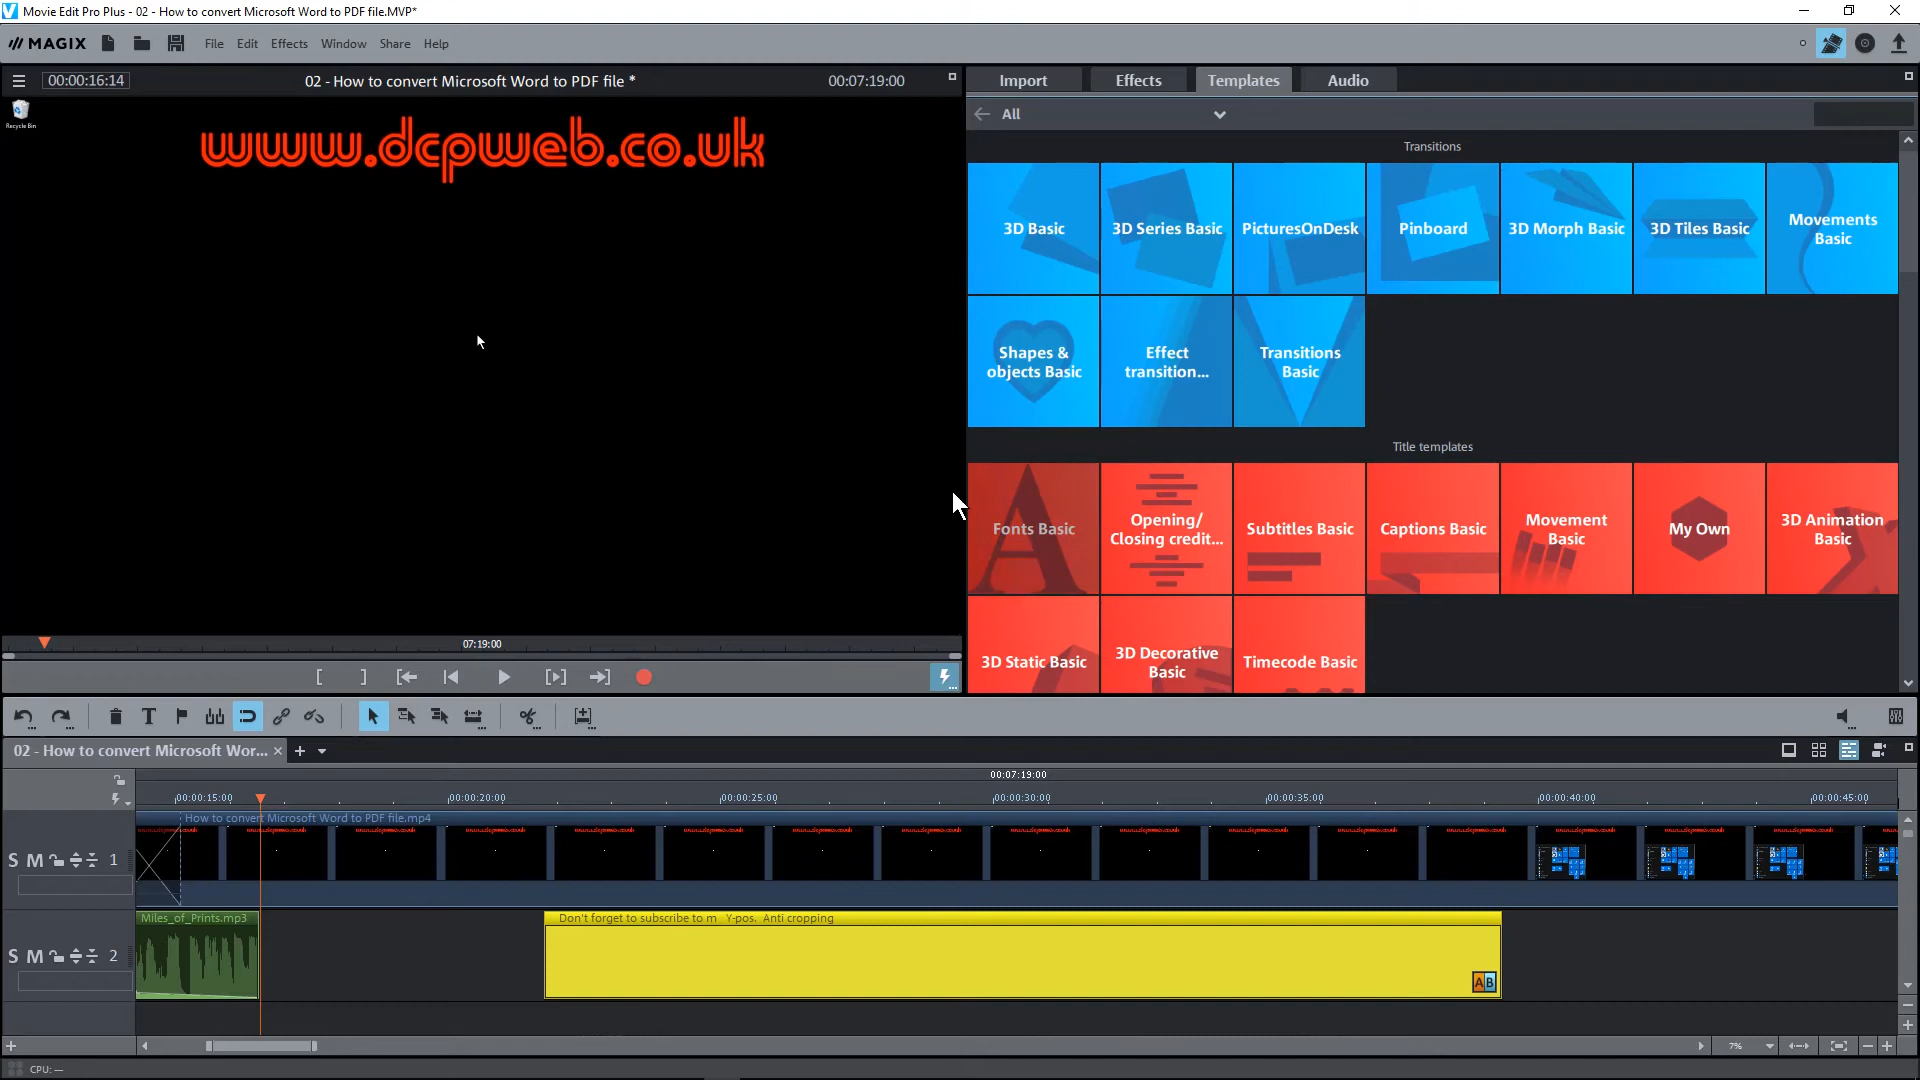 Movie Edit Pro Plus - 02 - How to convert Microsoft Word to PDF file.MVP*
MAGIX File Edit Effects Window Share Help
00:00:16:14 02 - How to convert Microsoft Word to PDF file * 00:07:19:00
Import Effects Templates Audio
Recycle Bin
www.dcpweb.co.uk
All
Transitions
3D Basic
3D Series Basic
PicturesOnDesk
Pinboard
3D Morph Basic
3D Tiles Basic
Movements
Basic
Shapes &
objects Basic
Effect
transition...
Transitions
Basic
Title templates
Fonts Basic
Opening/
Closing credit...
Subtitles Basic
Captions Basic
Movement
Basic
My Own
3D Animation
Basic
3D Static Basic
3D Decorative
Basic
Timecode Basic
07:19:00
02 - How to convert Microsoft Wor...
00:07:19:00
00:00:15:00 00:00:20:00 00:00:25:00 00:00:30:00 00:00:35:00 00:00:40:00 00:00:45:00
How to convert Microsoft Word to PDF file.mp4
S M 1
Miles_of_Prints.mp3
Don't forget to subscribe to m Y-pos. Anti cropping
S M 2
AB
7%
CPU: —